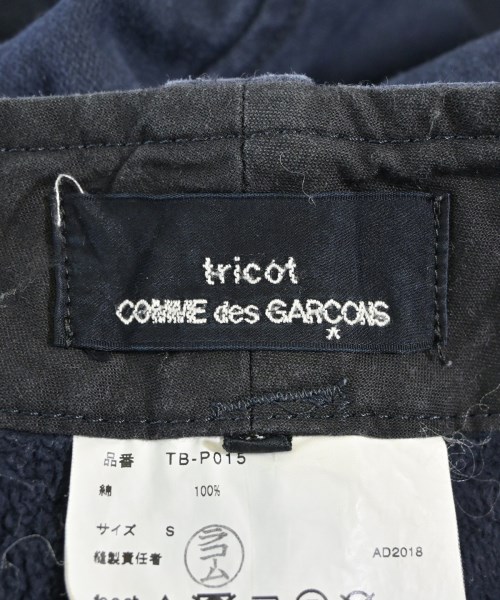 tricot
COMME des GARÇONS
品番 TB-P015
綿 100%
サイズ S
ラコム
縫製責任者 AD2018